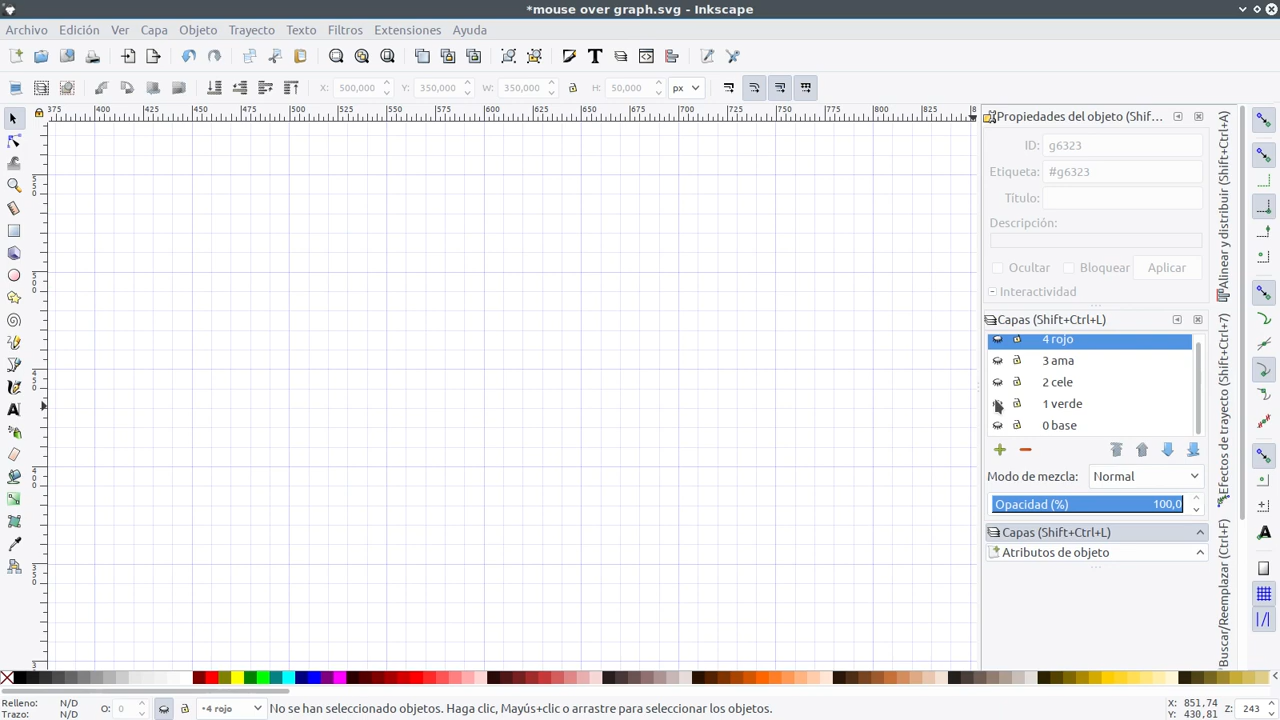 *mouse over graph.svg - Inkscape
Archivo Edición Ver Capa Objeto Trayecto Texto Filtros Extensiones Ayuda
X: 500,000 Y: 350,000 W: 350,000 H: 50,000 px
375 400 425 450 475 500 525 550 575 600 625 650 675 700 725 750 775 800 825
550
500
450
400
350
Propiedades del objeto (Shif...
ID: g6323
Etiqueta: #g6323
Título:
Descripción:
Ocultar Bloquear Aplicar
Interactividad
Capas (Shift+Ctrl+L)
4 rojo
3 ama
2 cele
1 verde
0 base
Modo de mezcla: Normal
Opacidad (%) 100,0
Capas (Shift+Ctrl+L)
Atributos de objeto
Alinear y distribuir (Shift+Ctrl+A)
Efectos de trayecto (Shift+Ctrl+7)
Buscar/Reemplazar (Ctrl+F)
Relleno: N/D
Trazo: N/D
O: 0
•4 rojo
No se han seleccionado objetos. Haga clic, Mayús+clic o arrastre para seleccionar los objetos.
X: 851,74
Y: 430,81
Z: 243